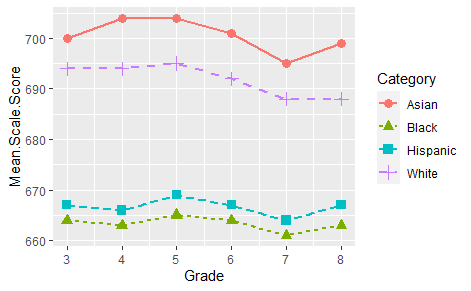 700
690
680
670
660
Mean.Scale.Score
3 4 5 6 7 8
Grade
Category
Asian
Black
Hispanic
White